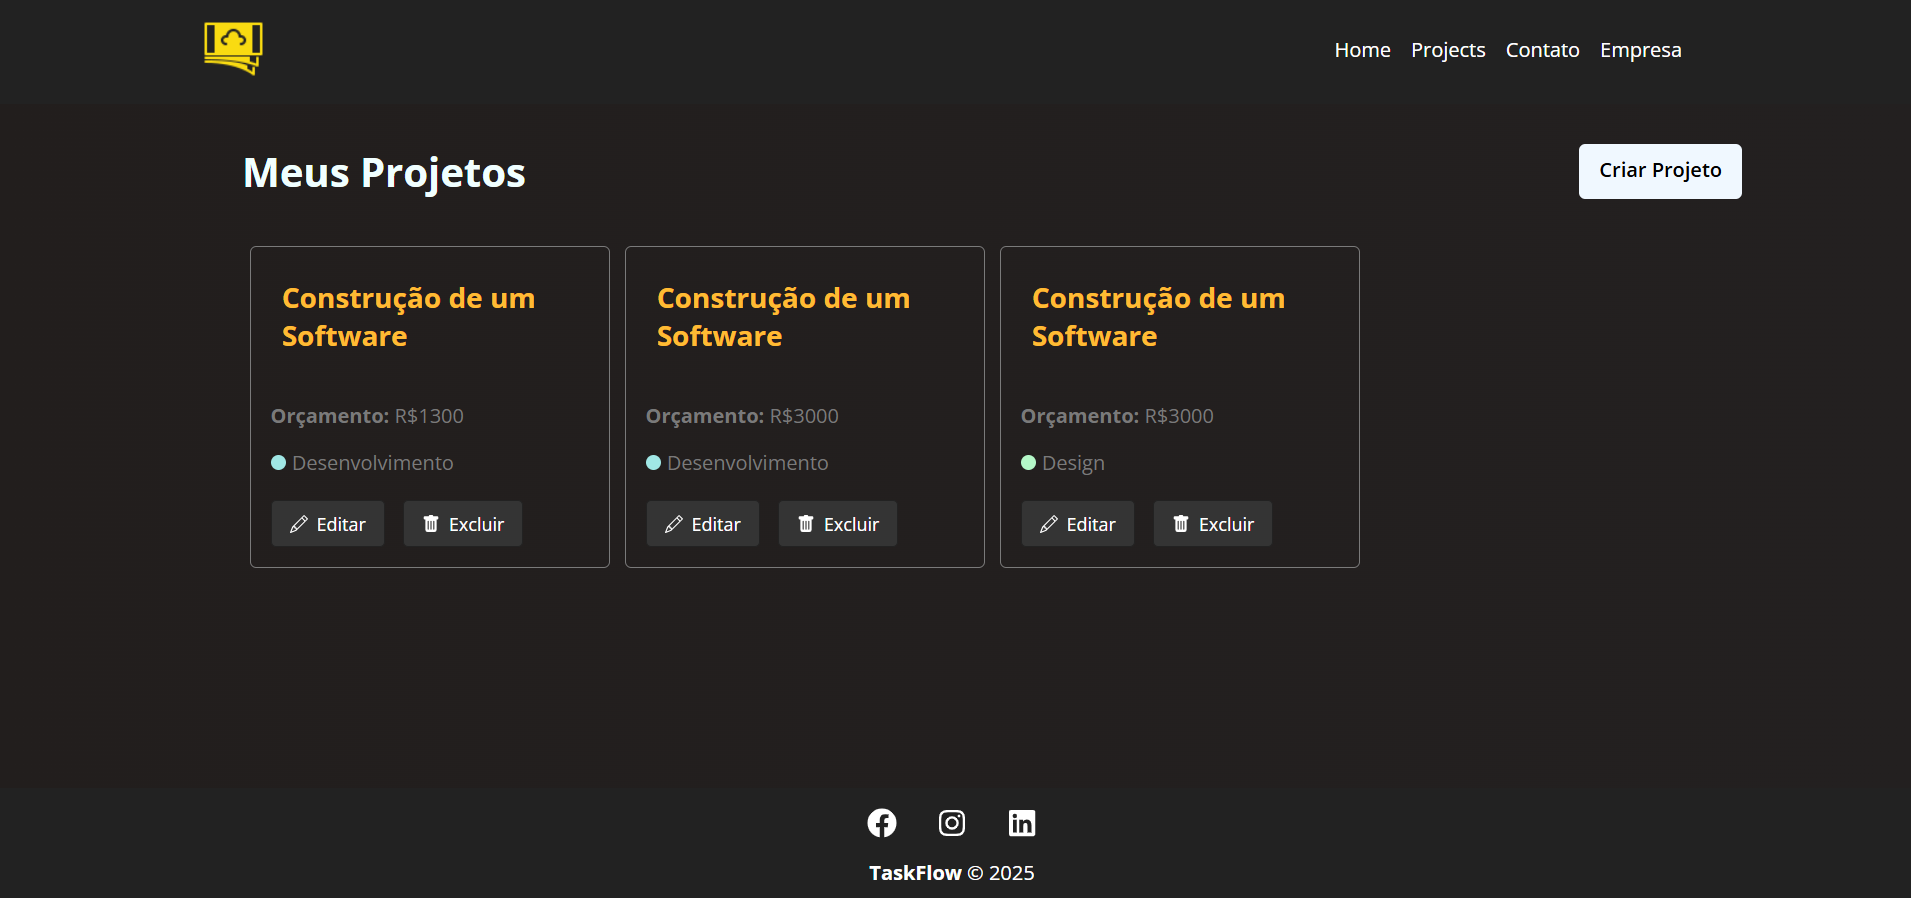 Home Projects Contato Empresa
Meus Projetos
Criar Projeto
Construção de um
Software
Orçamento: R$1300
Desenvolvimento
Editar Excluir
Construção de um
Software
Orçamento: R$3000
Desenvolvimento
Editar Excluir
Construção de um
Software
Orçamento: R$3000
Design
Editar Excluir
TaskFlow © 2025